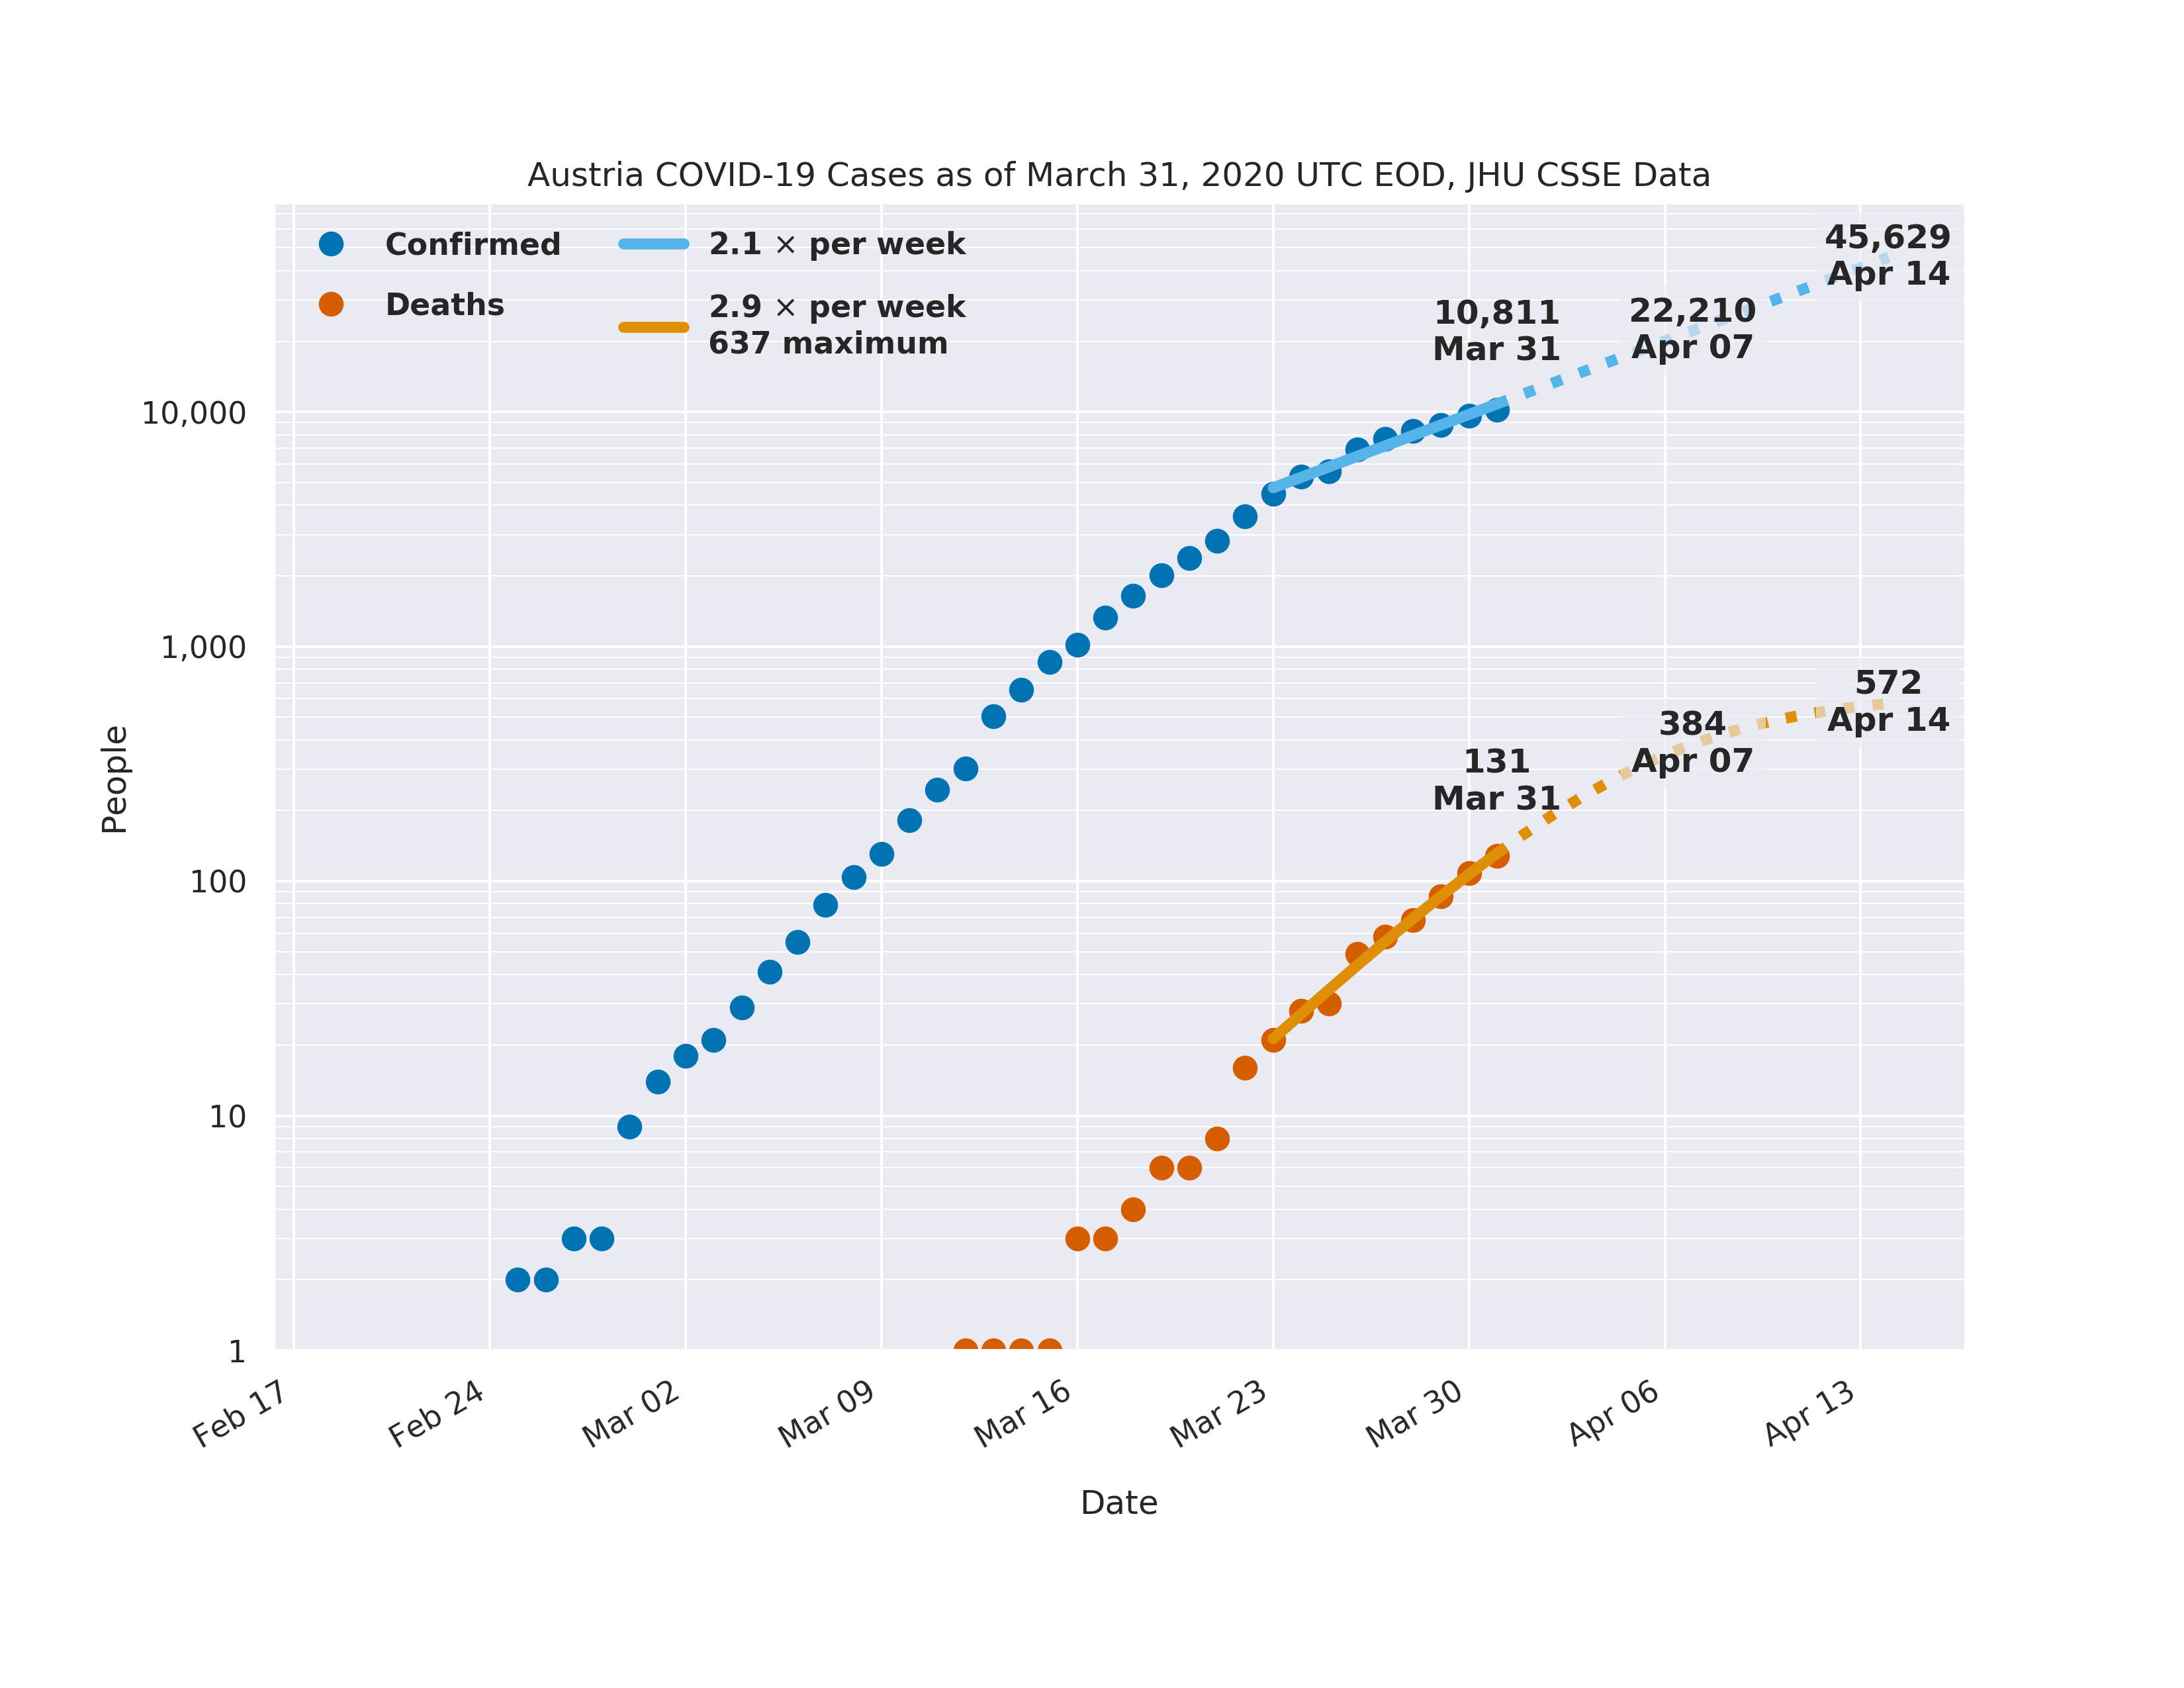 Austria COVID-19 Cases as of March 31, 2020 UTC EOD, JHU CSSE Data
Confirmed
Deaths
2.1 × per week
2.9 × per week
637 maximum
45,629
Apr 14
10,811
Mar 31
22,210
Apr 07
572
Apr 14
384
Apr 07
131
Mar 31
People
10,000
1,000
100
10
1
Feb 17
Feb 24
Mar 02
Mar 09
Mar 16
Mar 23
Mar 30
Apr 06
Apr 13
Date